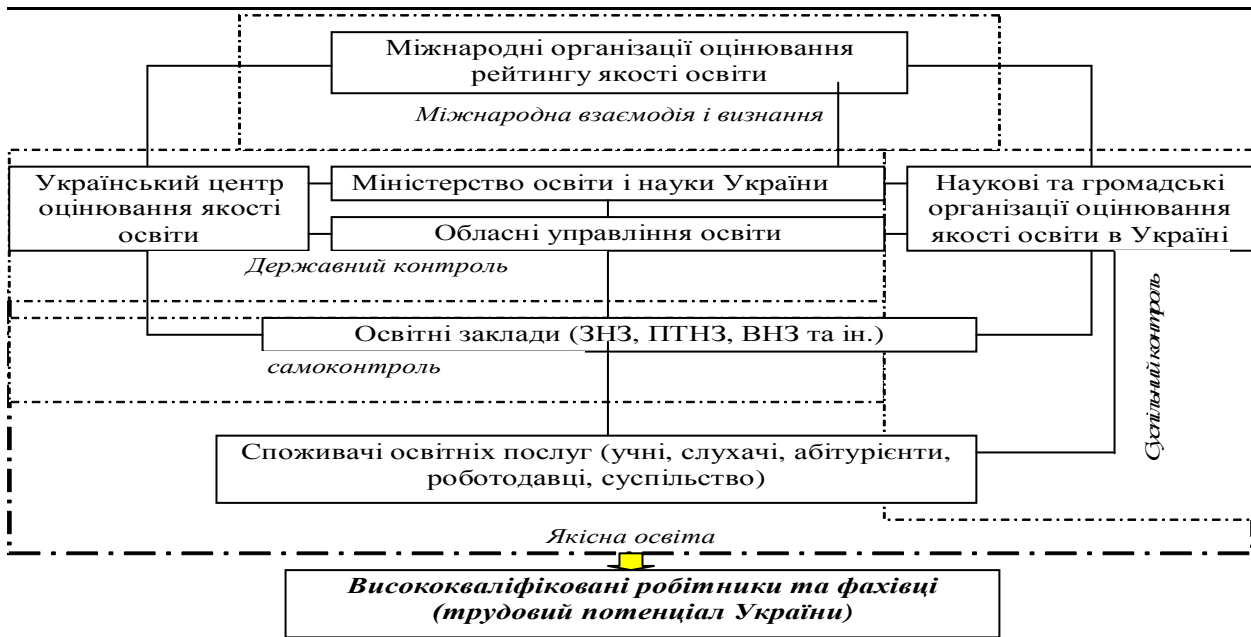 Міжнародні організації оцінювання
рейтингу якості освіти
Міжнародна взаємодія і визнання
Український центр
оцінювання якості
освіти
Міністерство освіти і науки України
Обласні управління освіти
Наукові та громадські
організації оцінювання
якості освіти в Україні
Державний контроль
Освітні заклади (ЗНЗ, ПТНЗ, ВНЗ та ін.)
самоконтроль
Суспільний контроль
Споживачі освітніх послуг (учні, слухачі, абітурієнти,
роботодавці, суспільство)
Якісна освіта
Висококваліфіковані робітники та фахівці
(трудовий потенціал України)